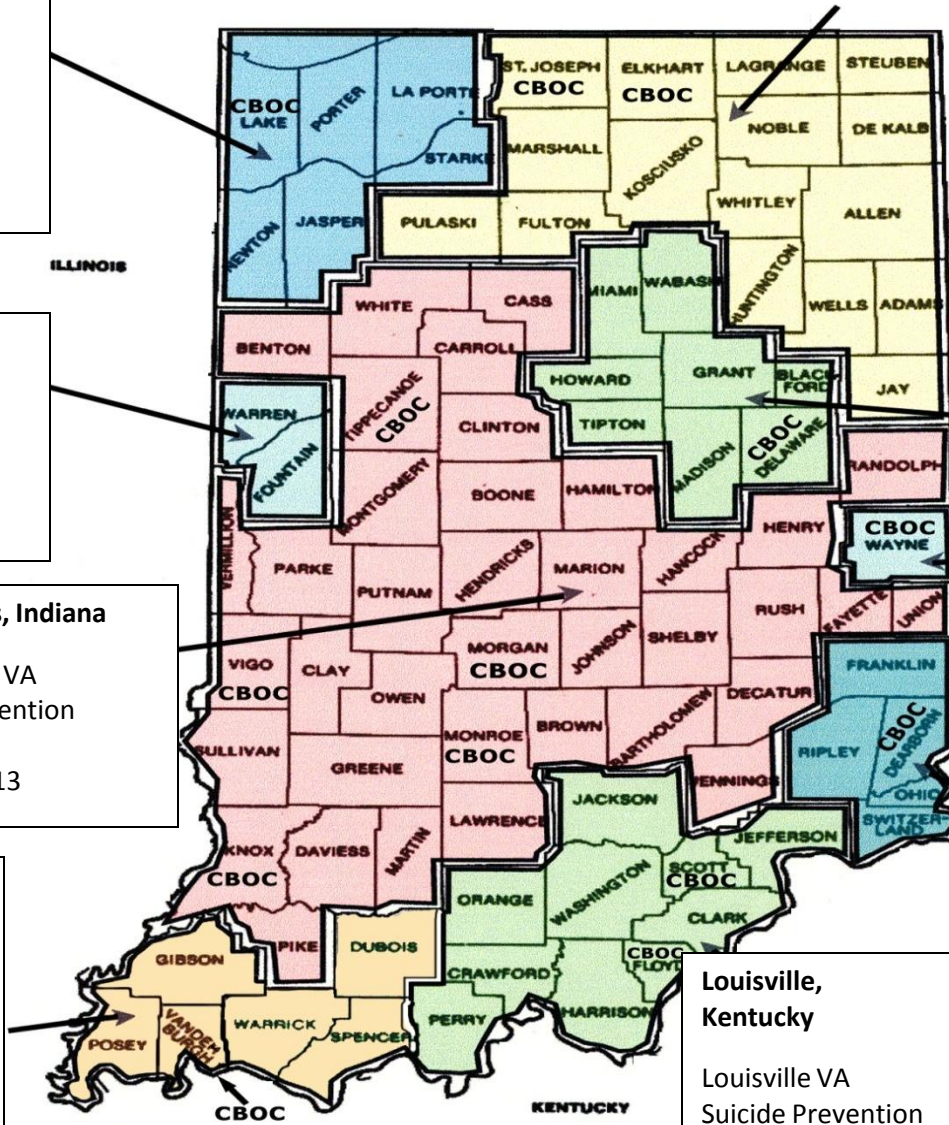 ST. JOSEPH
CBOC
ELKHART
CBOC
LAGRANGE
STEUBEN
CBOC
LAKE
PORTER
LA PORTE
NOBLE
DE KALB
MARSHALL
KOSCIUSKO
STARKE
WHITLEY
ALLEN
NEWTON
JASPER
PULASKI
FULTON
ILLINOIS
MIAMI
WABASH
HUNTINGTON
WELLS
ADAMS
WHITE
CASS
BENTON
CARROLL
HOWARD
GRANT
BLACK
FORD
JAY
WARREN
TIPPECANOE
CBOC
CLINTON
TIPTON
MADISON
CBOC
DELAWARE
RANDOLPH
FOUNTAIN
MONTGOMERY
BOONE
HAMILTON
HENRY
CBOC
WAYNE
VERMILLION
PARKE
PUTNAM
HENDRICKS
MARION
HANCOCK
RUSH
FAYETTE
UNION
s, Indiana
VA
ention
13
VIGO
CBOC
CLAY
OWEN
MORGAN
CBOC
JOHNSON
SHELBY
FRANKLIN
DECATUR
SULLIVAN
GREENE
MONROE
CBOC
BROWN
BARTHOLOMEW
JENNINGS
RIPLEY
CBOC
DEARBORN
OHIO
SWITZER-
LAND
JACKSON
JEFFERSON
KNOX
CBOC
DAVIESS
MARTIN
LAWRENCE
ORANGE
WASHINGTON
SCOTT
CBOC
CLARK
PIKE
DUBOIS
GIBSON
CRAWFORD
CBOC
FLOYD
HARRISON
PERRY
POSEY
VANDEM
BURGH
WARRICK
SPENCER
CBOC
KENTUCKY
Louisville,
Kentucky
Louisville VA
Suicide Prevention